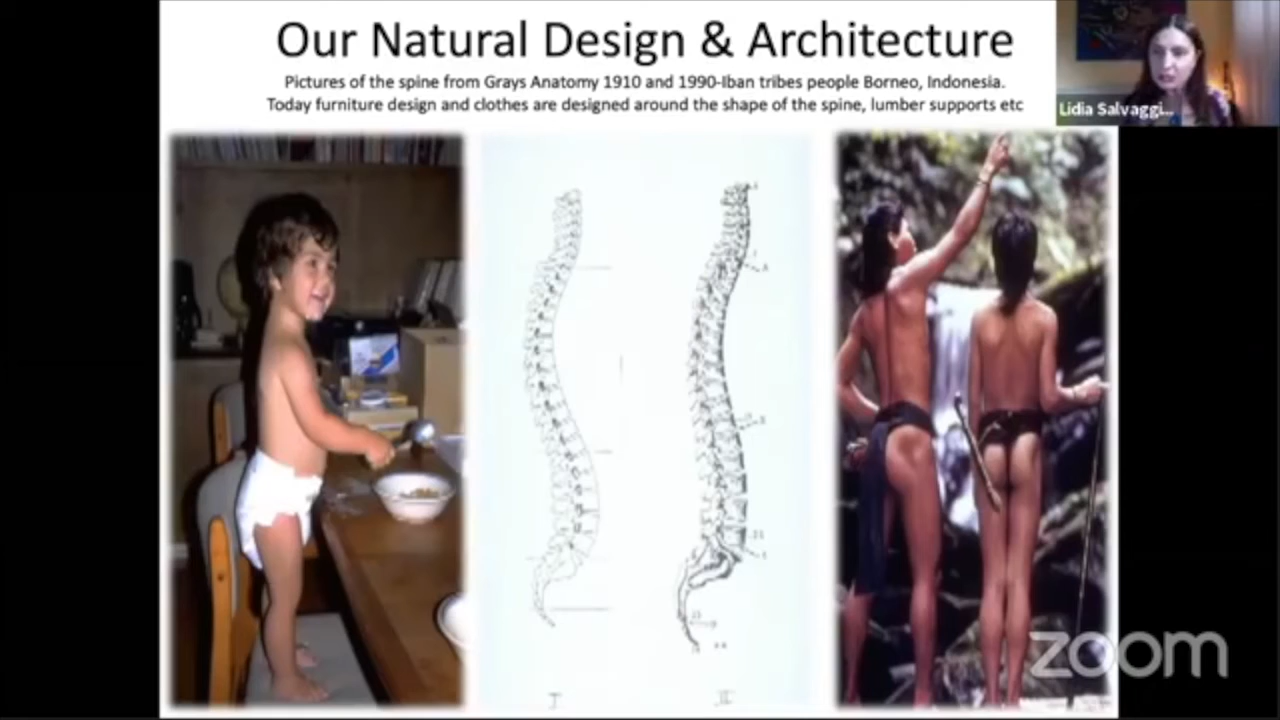 Our Natural Design & Architecture
Pictures of the spine from Grays Anatomy 1910 and 1990-Iban tribes people Borneo, Indonesia.
Today furniture design and clothes are designed around the shape of the spine, lumber supports etc
Lidia Salvaggi...
I
II
zoom